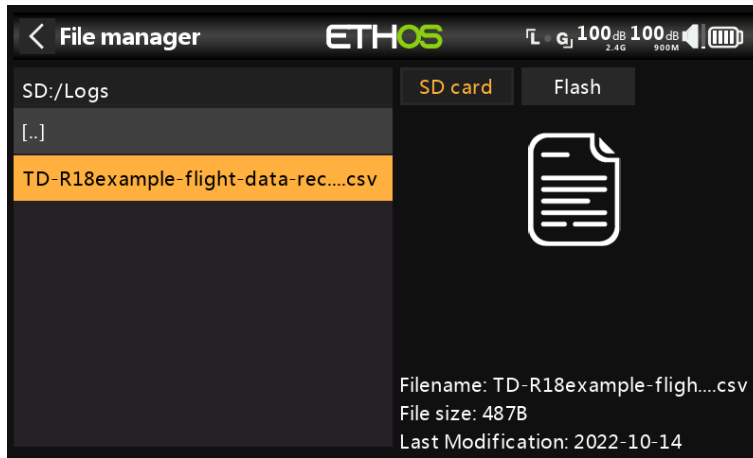 File manager
ETHOS
L G 100dB 100dB
2.4G 900M
SD:/Logs
SD card
Flash
[..]
TD-R18example-flight-data-rec....csv
Filename: TD-R18example-fligh....csv
File size: 487B
Last Modification: 2022-10-14